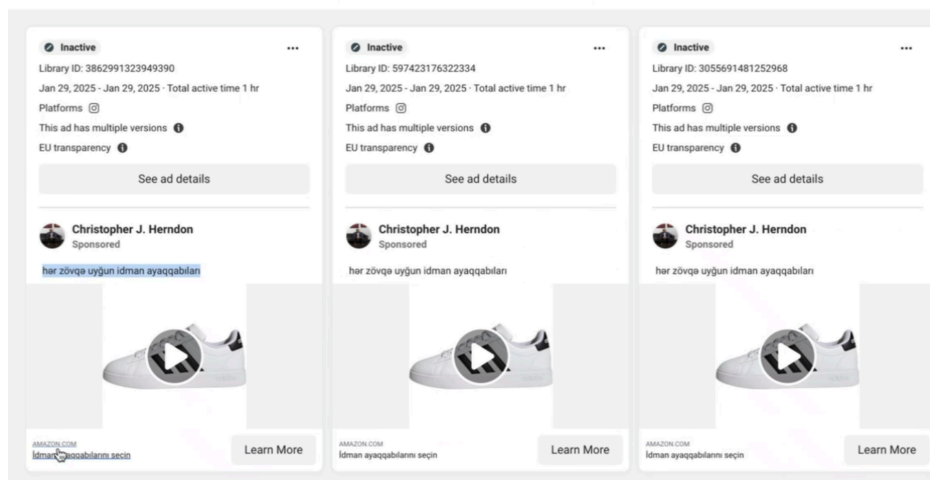 Inactive
Library ID: 3862991323949390
Jan 29, 2025 - Jan 29, 2025 · Total active time 1 hr
Platforms
This ad has multiple versions
EU transparency
See ad details
Christopher J. Herndon
Sponsored
hər zövqə uyğun idman ayaqqabıları
AMAZON.COM
İdman ayaqqabılarını seçin
Learn More
Inactive
Library ID: 597423176322334
Jan 29, 2025 - Jan 29, 2025 · Total active time 1 hr
Platforms
This ad has multiple versions
EU transparency
See ad details
Christopher J. Herndon
Sponsored
hər zövqə uyğun idman ayaqqabıları
AMAZON.COM
İdman ayaqqabılarını seçin
Learn More
Inactive
Library ID: 3055691481252968
Jan 29, 2025 - Jan 29, 2025 · Total active time 1 hr
Platforms
This ad has multiple versions
EU transparency
See ad details
Christopher J. Herndon
Sponsored
hər zövqə uyğun idman ayaqqabıları
AMAZON.COM
İdman ayaqqabılarını seçin
Learn More